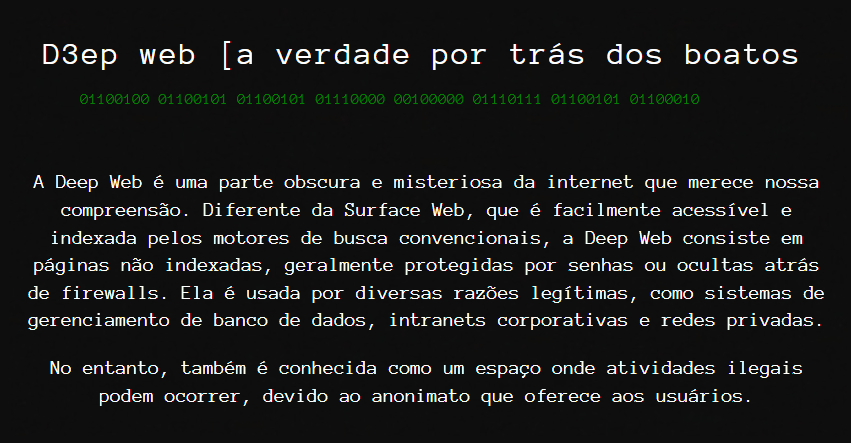 D3ep web [a verdade por trás dos boatos
01100100 01100101 01100101 01110000 00100000 01110111 01100101 01100010
A Deep Web é uma parte obscura e misteriosa da internet que merece nossa
compreensão. Diferente da Surface Web, que é facilmente acessível e
indexada pelos motores de busca convencionais, a Deep Web consiste em
páginas não indexadas, geralmente protegidas por senhas ou ocultas atrás
de firewalls. Ela é usada por diversas razões legítimas, como sistemas de
gerenciamento de banco de dados, intranets corporativas e redes privadas.
No entanto, também é conhecida como um espaço onde atividades ilegais
podem ocorrer, devido ao anonimato que oferece aos usuários.